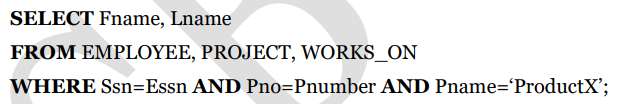 SELECT Fname, Lname
FROM EMPLOYEE, PROJECT, WORKS_ON
WHERE Ssn=Essn AND Pno=Pnumber AND Pname=‘ProductX’;